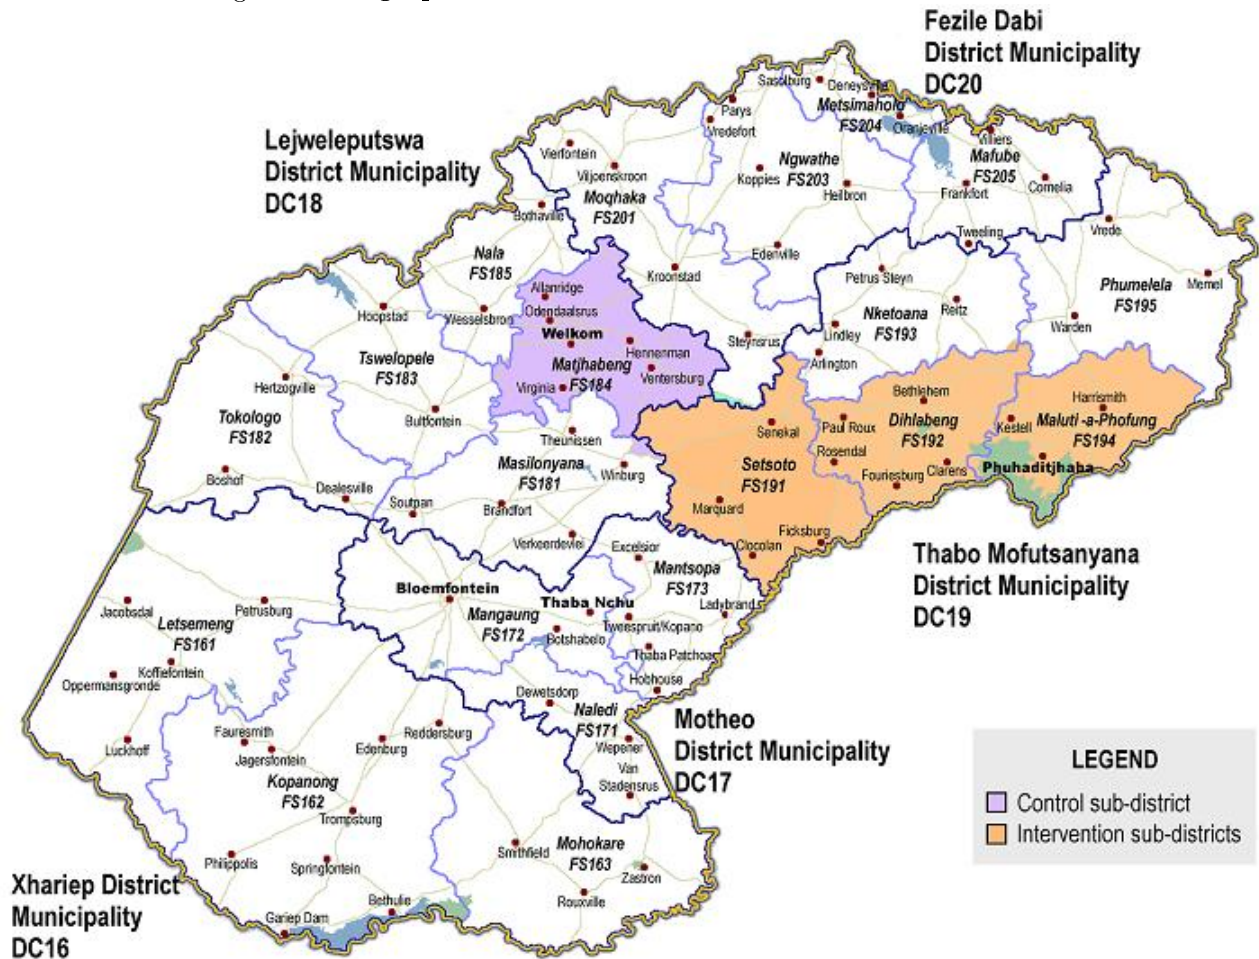 Fezile Dabi
District Municipality
DC20
Lejweleputswa
District Municipality
DC18
Sasolburg
Deneysville
Parys
Metsimaholo
FS204
Vredefort
Oranjeville
Villiers
Vierfontein
Mafube
FS205
Ngwathe
FS203
Viljoenskroon
Koppies
Moqhaka
FS201
Heilbron
Frankfort
Cornelia
Bothaville
Tweeling
Vrede
Nala
FS185
Edenville
Kroonstad
Petrus Steyn
Memel
Phumelela
FS195
Allanridge
Odendaalsrus
Hoopstad
Wesselsbron
Nketoana
FS193
Reitz
Warden
Welkom
Lindley
Steynsrus
Hennenman
Tswelopele
FS183
Matjhabeng
FS184
Arlington
Ventersburg
Virginia
Hertzogville
Bethlehem
Harrismith
Tokologo
FS182
Bultfontein
Dihlabeng
FS192
Kestell
Maluti -a-Phofung
FS194
Paul Roux
Senekal
Theunissen
Rosendal
Phuhaditjhaba
Masilonyana
FS181
Setsoto
FS191
Clarens
Fouriesburg
Winburg
Boshof
Dealesville
Soutpan
Brandfort
Marquard
Ficksburg
Verkeerdevlei
Excelsior
Clocolan
Thabo Mofutsanyana
District Municipality
DC19
Mantsopa
FS173
Bloemfontein
Thaba Nchu
Ladybrand
Jacobsdal
Petrusburg
Mangaung
FS172
Tweespruit/Kopano
Letsemeng
FS161
Botshabelo
Thaba Patchoa
Koffiefontein
Oppermansgronde
Hobhouse
Dewetsdorp
Naledi
FS171
Motheo
District Municipality
DC17
Fauresmith
Reddersburg
Wepener
Luckhoff
Jagersfontein
Edenburg
Van
Stadensrus
Kopanong
FS162
Trompsburg
LEGEND
Control sub-district
Intervention sub-districts
Philippolis
Springfontein
Smithfield
Mohokare
FS163
Zastron
Xhariep District
Municipality
DC16
Bethulie
Rouxville
Gariep Dam